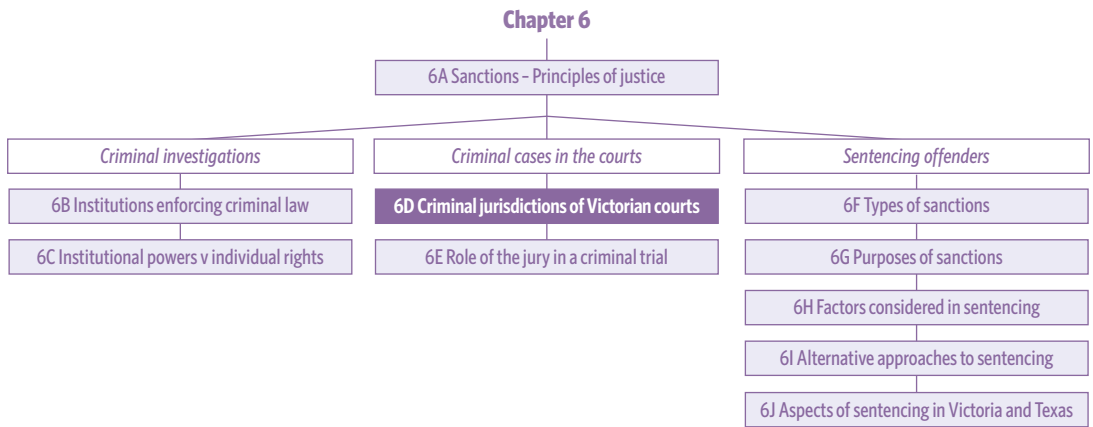 Chapter 6
6A Sanctions – Principles of justice
Criminal investigations
6B Institutions enforcing criminal law
6C Institutional powers v individual rights
Criminal cases in the courts
6D Criminal jurisdictions of Victorian courts
6E Role of the jury in a criminal trial
Sentencing offenders
6F Types of sanctions
6G Purposes of sanctions
6H Factors considered in sentencing
6I Alternative approaches to sentencing
6J Aspects of sentencing in Victoria and Texas